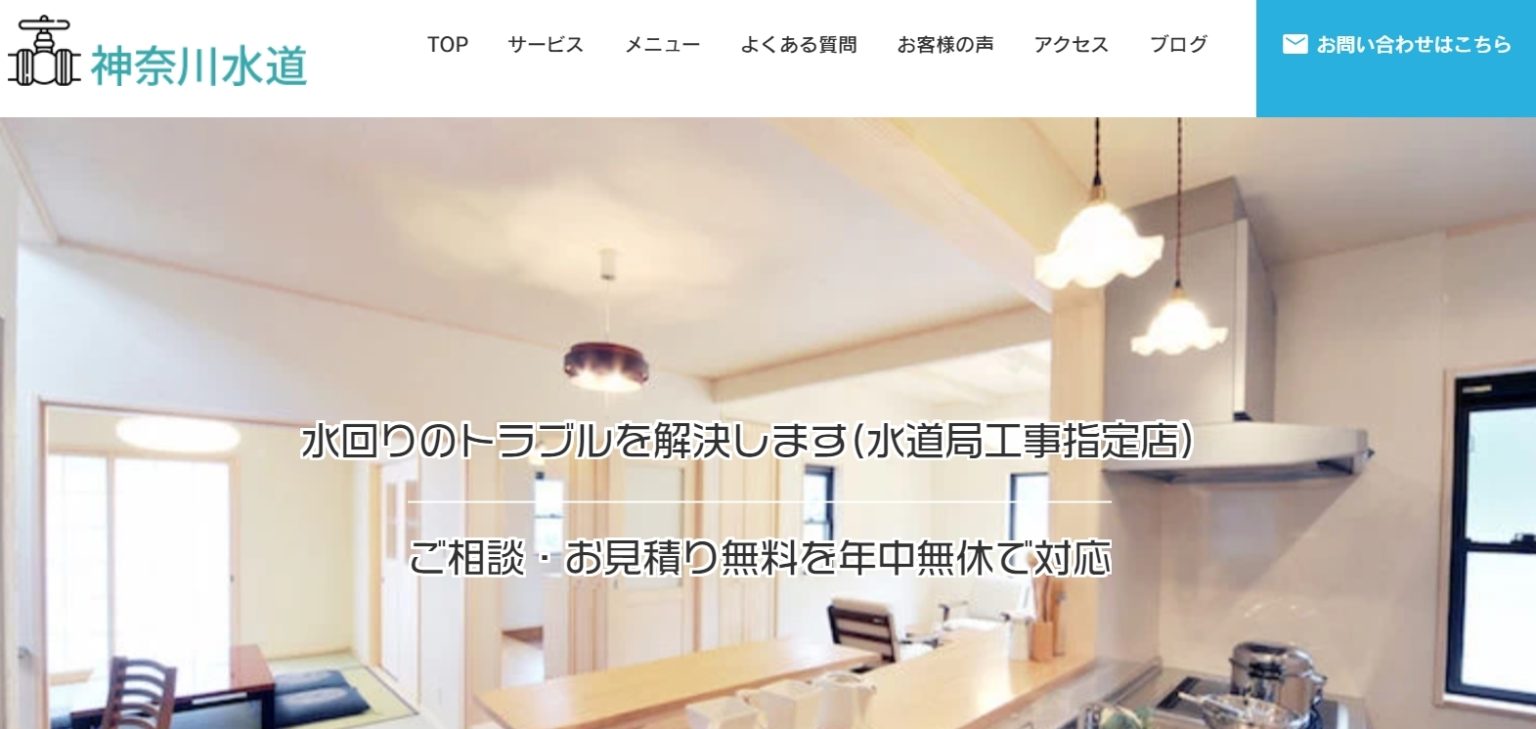 神奈川水道
TOP サービス メニュー よくある質問 お客様の声 アクセス ブログ
お問い合わせはこちら
水回りのトラブルを解決します(水道局工事指定店)
ご相談・お見積り無料を年中無休で対応